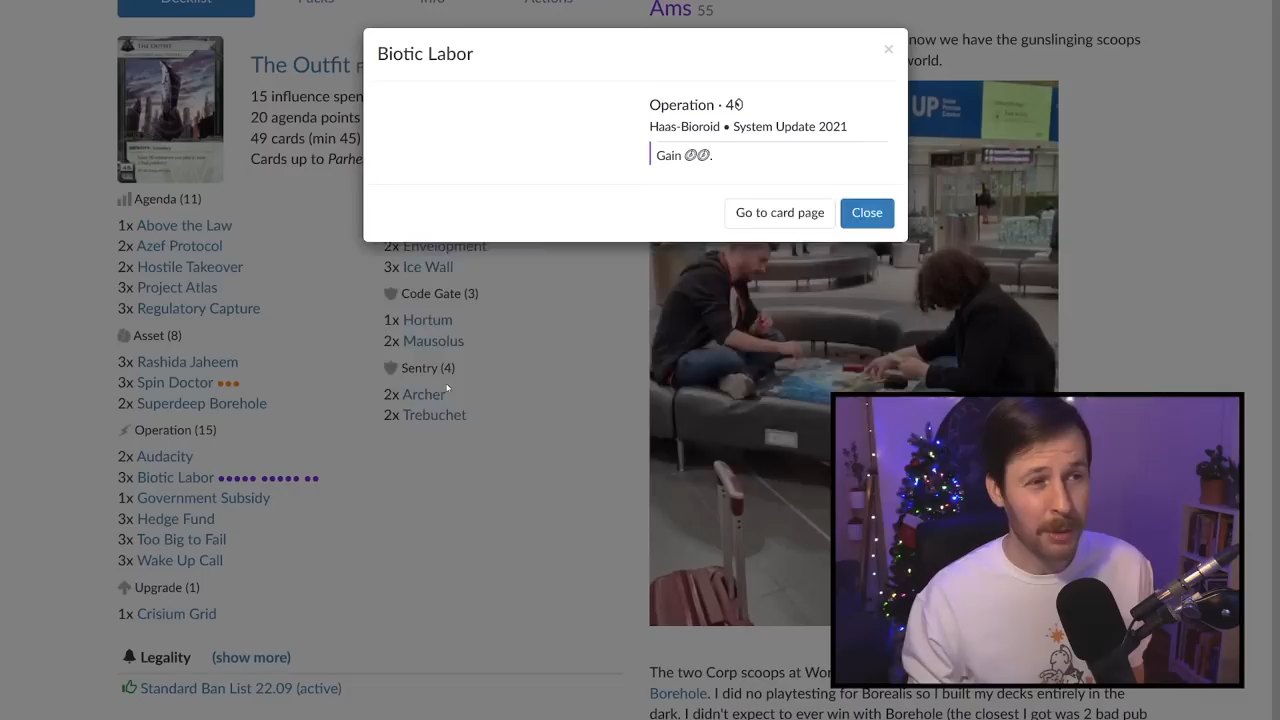 Decklist
Packs
Info
Actions
Ams 55
now we have the gunslinging scoops
world.
Biotic Labor
×
Operation · 4
Haas-Bioroid • System Update 2021
Gain
Go to card page
Close
THE OUTFIT
The Outfit
15 influence spen
20 agenda points
49 cards (min 45)
Cards up to Parhe
UP
Agenda (11)
1x Above the Law
2x Azef Protocol
2x Hostile Takeover
3x Project Atlas
3x Regulatory Capture
Asset (8)
3x Rashida Jaheem
3x Spin Doctor •••
2x Superdeep Borehole
Operation (15)
2x Audacity
3x Biotic Labor ••••• ••••• ••
1x Government Subsidy
3x Hedge Fund
3x Too Big to Fail
3x Wake Up Call
Upgrade (1)
1x Crisium Grid
2x Envelopment
3x Ice Wall
Code Gate (3)
1x Hortum
2x Mausolus
Sentry (4)
2x Archer
2x Trebuchet
Legality (show more)
Standard Ban List 22.09 (active)
The two Corp scoops at Wor
Borehole. I did no playtesting for Borealis so I built my decks entirely in the
dark. I didn't expect to ever win with Borehole (the closest I got was 2 bad pub